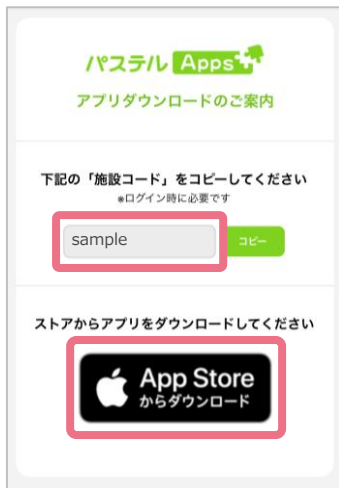 パステル Apps
アプリダウンロードのご案内
下記の「施設コード」をコピーしてください
※ログイン時に必要です
sample コピー
ストアからアプリをダウンロードしてください
App Store
からダウンロード